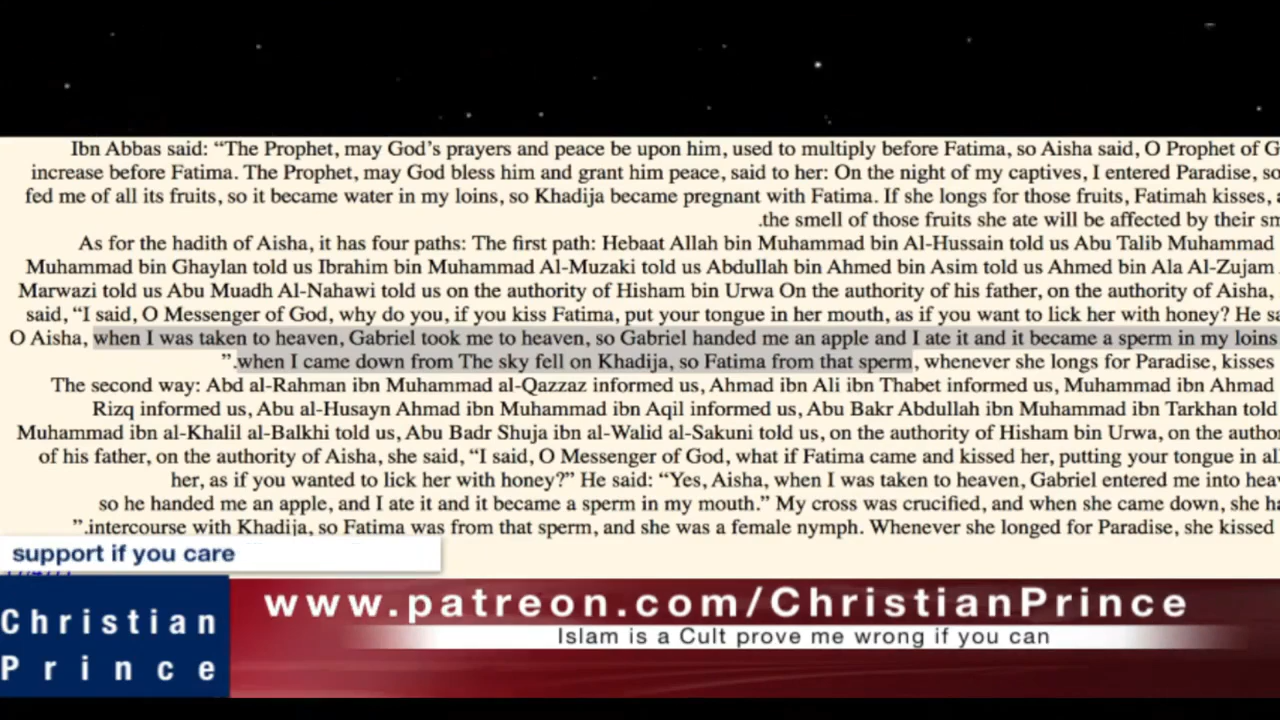 Ibn Abbas said: “The Prophet, may God’s prayers and peace be upon him, used to multiply before Fatima, so Aisha said, O Prophet of G
increase before Fatima. The Prophet, may God bless him and grant him peace, said to her: On the night of my captives, I entered Paradise, so
fed me of all its fruits, so it became water in my loins, so Khadija became pregnant with Fatima. If she longs for those fruits, Fatimah kisses,
.the smell of those fruits she ate will be affected by their sm
As for the hadith of Aisha, it has four paths: The first path: Hebaat Allah bin Muhammad bin Al-Hussain told us Abu Talib Muhammad
Muhammad bin Ghaylan told us Ibrahim bin Muhammad Al-Muzaki told us Abdullah bin Ahmed bin Asim told us Ahmed bin Ala Al-Zujam
Marwazi told us Abu Muadh Al-Nahawi told us on the authority of Hisham bin Urwa On the authority of his father, on the authority of Aisha,
said, “I said, O Messenger of God, why do you, if you kiss Fatima, put your tongue in her mouth, as if you want to lick her with honey? He sa
O Aisha, when I was taken to heaven, Gabriel took me to heaven, so Gabriel handed me an apple and I ate it and it became a sperm in my loins
”.when I came down from The sky fell on Khadija, so Fatima from that sperm, whenever she longs for Paradise, kisses
The second way: Abd al-Rahman ibn Muhammad al-Qazzaz informed us, Ahmad ibn Ali ibn Thabet informed us, Muhammad ibn Ahmad
Rizq informed us, Abu al-Husayn Ahmad ibn Muhammad ibn Aqil informed us, Abu Bakr Abdullah ibn Muhammad ibn Tarkhan told
Muhammad ibn al-Khalil al-Balkhi told us, Abu Badr Shuja ibn al-Walid al-Sakuni told us, on the authority of Hisham bin Urwa, on the autho
of his father, on the authority of Aisha, she said, “I said, O Messenger of God, what if Fatima came and kissed her, putting your tongue in al
her, as if you wanted to lick her with honey?” He said: “Yes, Aisha, when I was taken to heaven, Gabriel entered me into heav
so he handed me an apple, and I ate it and it became a sperm in my mouth.” My cross was crucified, and when she came down, she ha
”.intercourse with Khadija, so Fatima was from that sperm, and she was a female nymph. Whenever she longed for Paradise, she kissed
support if you care
Christian
Prince
www.patreon.com/ChristianPrince
Islam is a Cult prove me wrong if you can